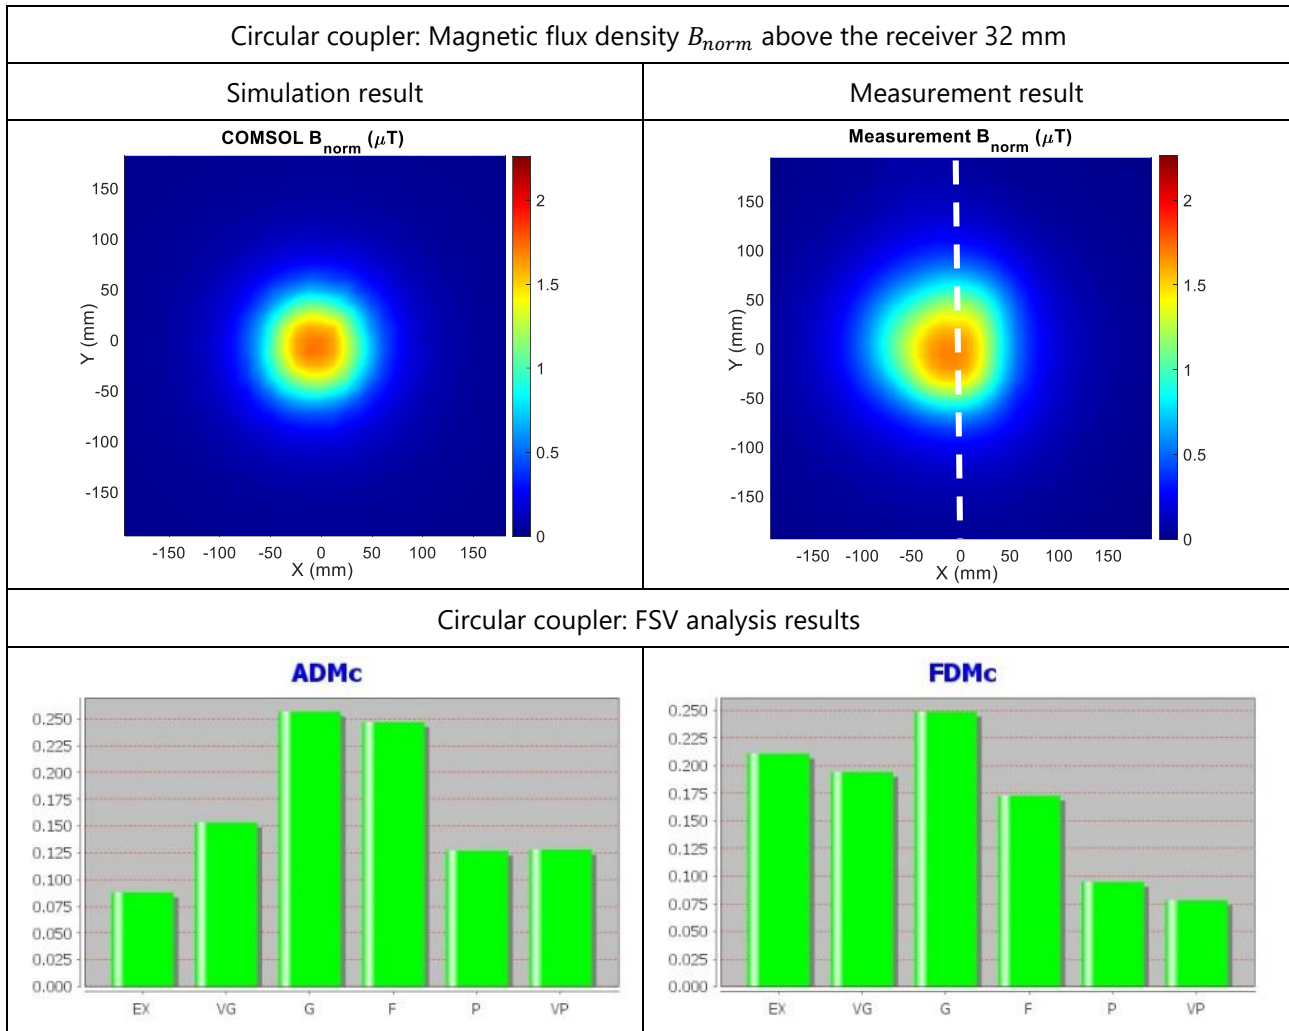 Circular coupler: Magnetic flux density B_norm above the receiver 32 mm
Simulation result
Measurement result
COMSOL B_norm (μT)
150
100
50
0
-50
-100
-150
Y (mm)
-150 -100 -50 0 50 100 150
X (mm)
2
1.5
1
0.5
0
Measurement B_norm (μT)
150
100
50
0
-50
-100
-150
Y (mm)
-150 -100 -50 0 50 100 150
X (mm)
2
1.5
1
0.5
0
Circular coupler: FSV analysis results
ADMc
0.250
0.225
0.200
0.175
0.150
0.125
0.100
0.075
0.050
0.025
0.000
EX VG G F P VP
FDMc
0.250
0.225
0.200
0.175
0.150
0.125
0.100
0.075
0.050
0.025
0.000
EX VG G F P VP